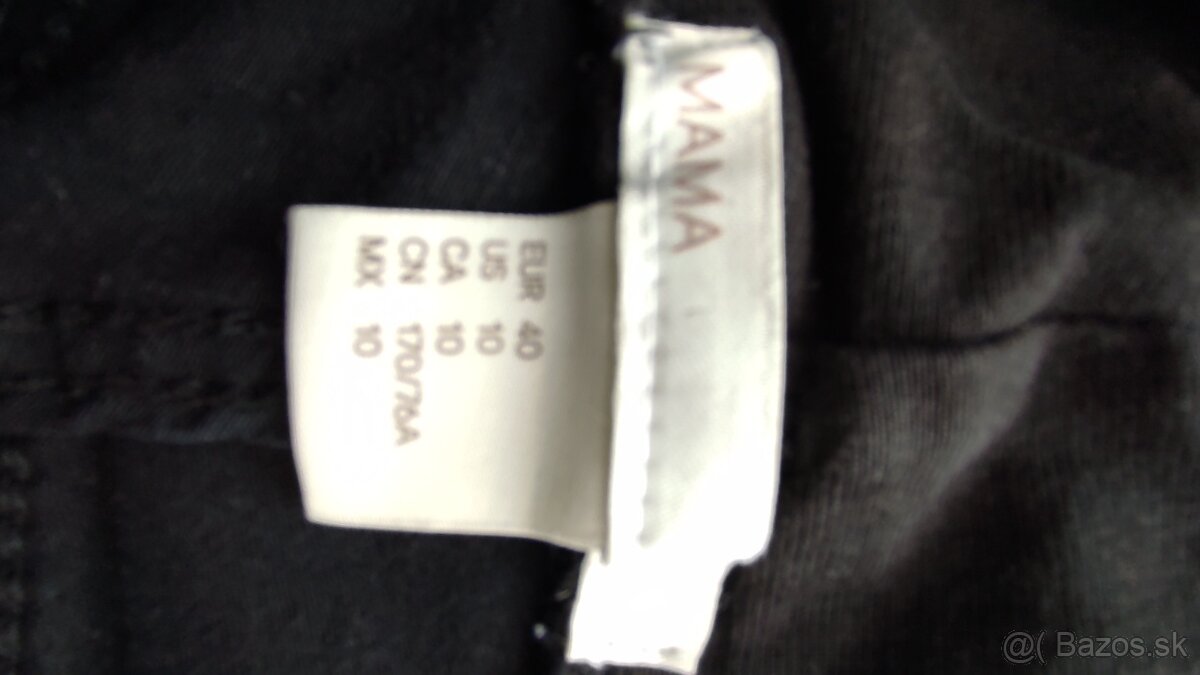 MAMA
EUR 40
US 10
CA 10
CN 170/76A
MX 10
@( Bazos.sk